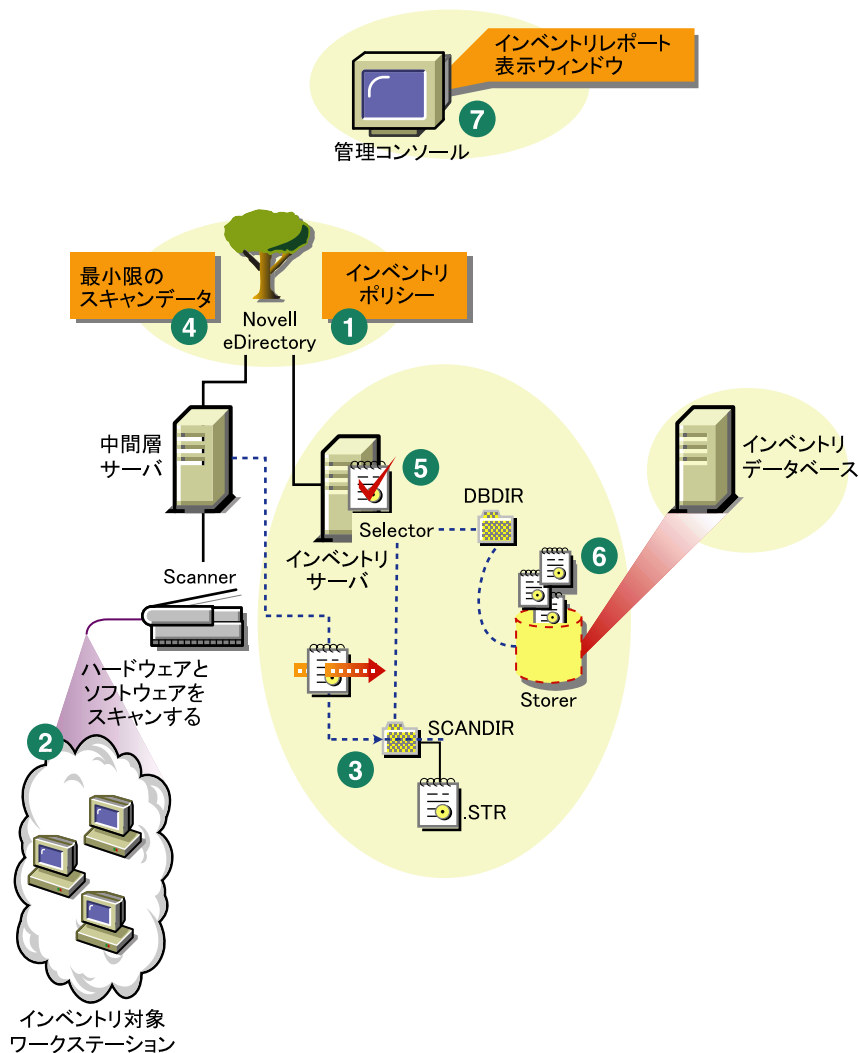 インベントリレポート
表示ウィンドウ
7
管理コンソール
最小限の
スキャンデータ
4
インベントリ
ポリシー
1
Novell
eDirectory
中間層
サーバ
5
Selector
インベントリ
サーバ
DBDIR
6
Storer
インベントリ
データベース
Scanner
ハードウェアと
ソフトウェアを
スキャンする
2
3
SCANDIR
.STR
インベントリ対象
ワークステーション